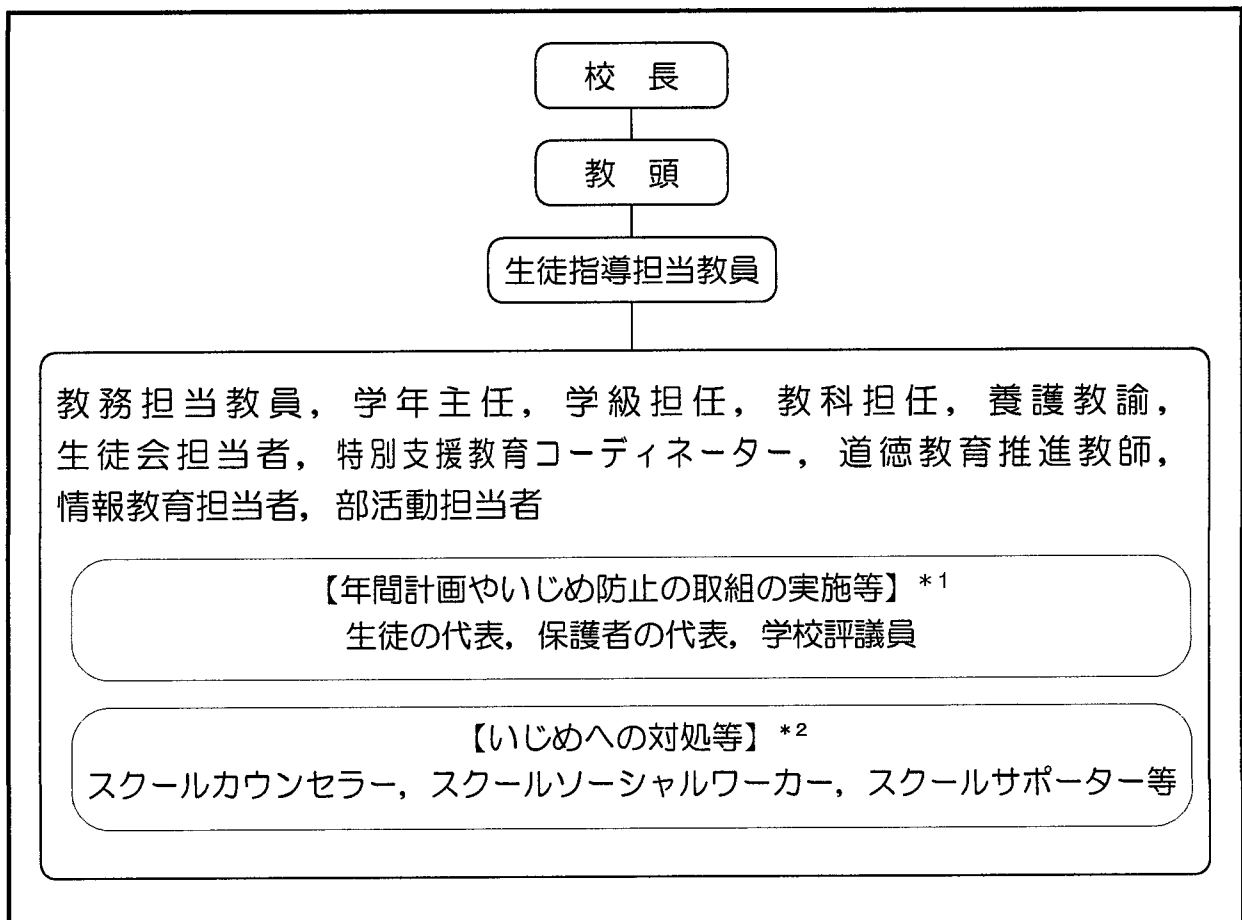 校 長
教 頭
生徒指導担当教員
教務担当教員，学年主任，学級担任，教科担任，養護教諭，
生徒会担当者，特別支援教育コーディネーター，道徳教育推進教師，
情報教育担当者，部活動担当者
【年間計画やいじめ防止の取組の実施等】*1
生徒の代表，保護者の代表，学校評議員
【いじめへの対処等】*2
スクールカウンセラー，スクールソーシャルワーカー，スクールサポーター等